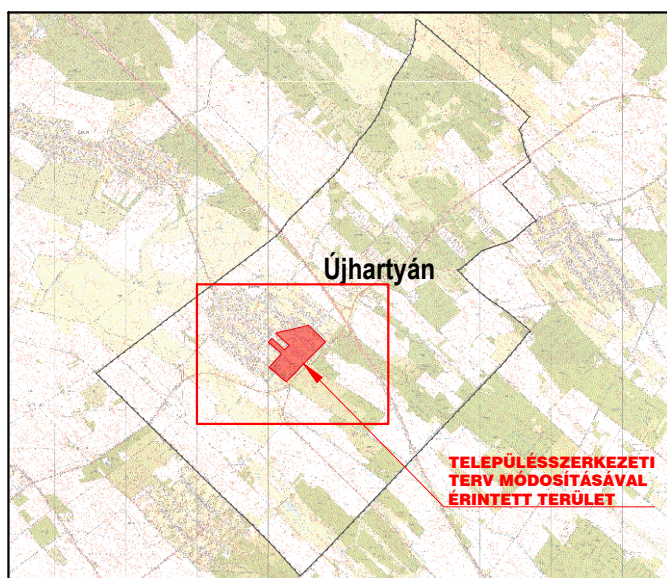 Újhartyán
TELEPÜLÉSSZERKEZETI
TERV MÓDOSÍTÁSÁVAL
ÉRINTETT TERÜLET